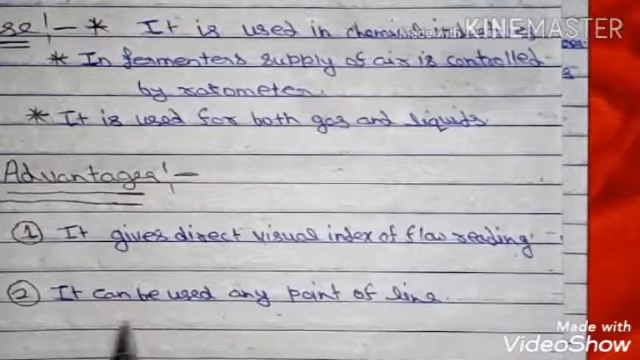 se:- * It is used in chemical industries
KINEMASTER
* In fermenters supply of air is controlled
by rotometer.
* It is used for both gas and liquids.
Advantages:-
① It gives direct visual index of flow reading.
② It can be used any point of line.
Made with
VideoShow